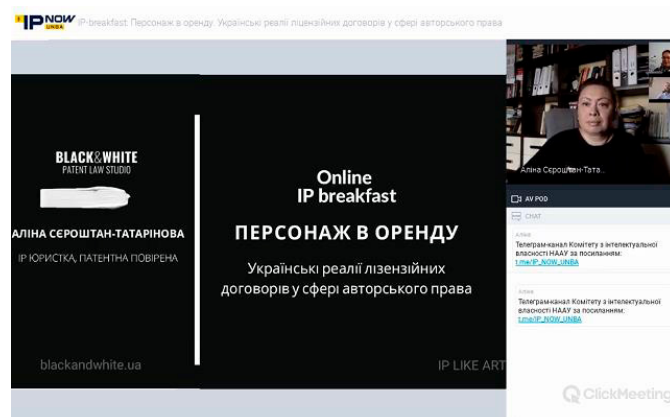 IP NOW
UNBA
IP-breakfast. Персонаж в оренду. Українські реалії ліцензійних договорів у сфері авторського права
BLACK&WHITE
PATENT LAW STUDIO
АЛІНА СЄРОШТАН-ТАТАРІНОВА
ІР ЮРИСТКА, ПАТЕНТНА ПОВІРЕНА
blackandwhite.ua
Online
IP breakfast
ПЕРСОНАЖ В ОРЕНДУ
Українські реалії лізензійних
договорів у сфері авторського права
IP LIKE ART
Аліна Сєроштан-Тата...
AV POD
CHAT
Аліна
Телеграм-канал Комітету з інтелектуальної
власності НААУ за посиланням:
t.me/IP_NOW_UNBA
Аліна
Телеграм-канал Комітету з інтелектуальної
власності НААУ за посиланням:
t.me/IP_NOW_UNBA
ClickMeeting